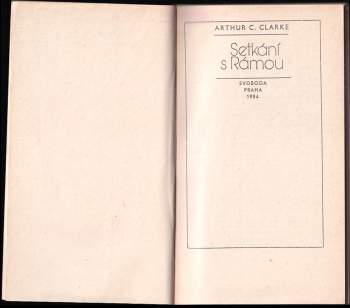 ARTHUR C. CLARKE
Setkání
s Rámou
SVOBODA
PRAHA
1984